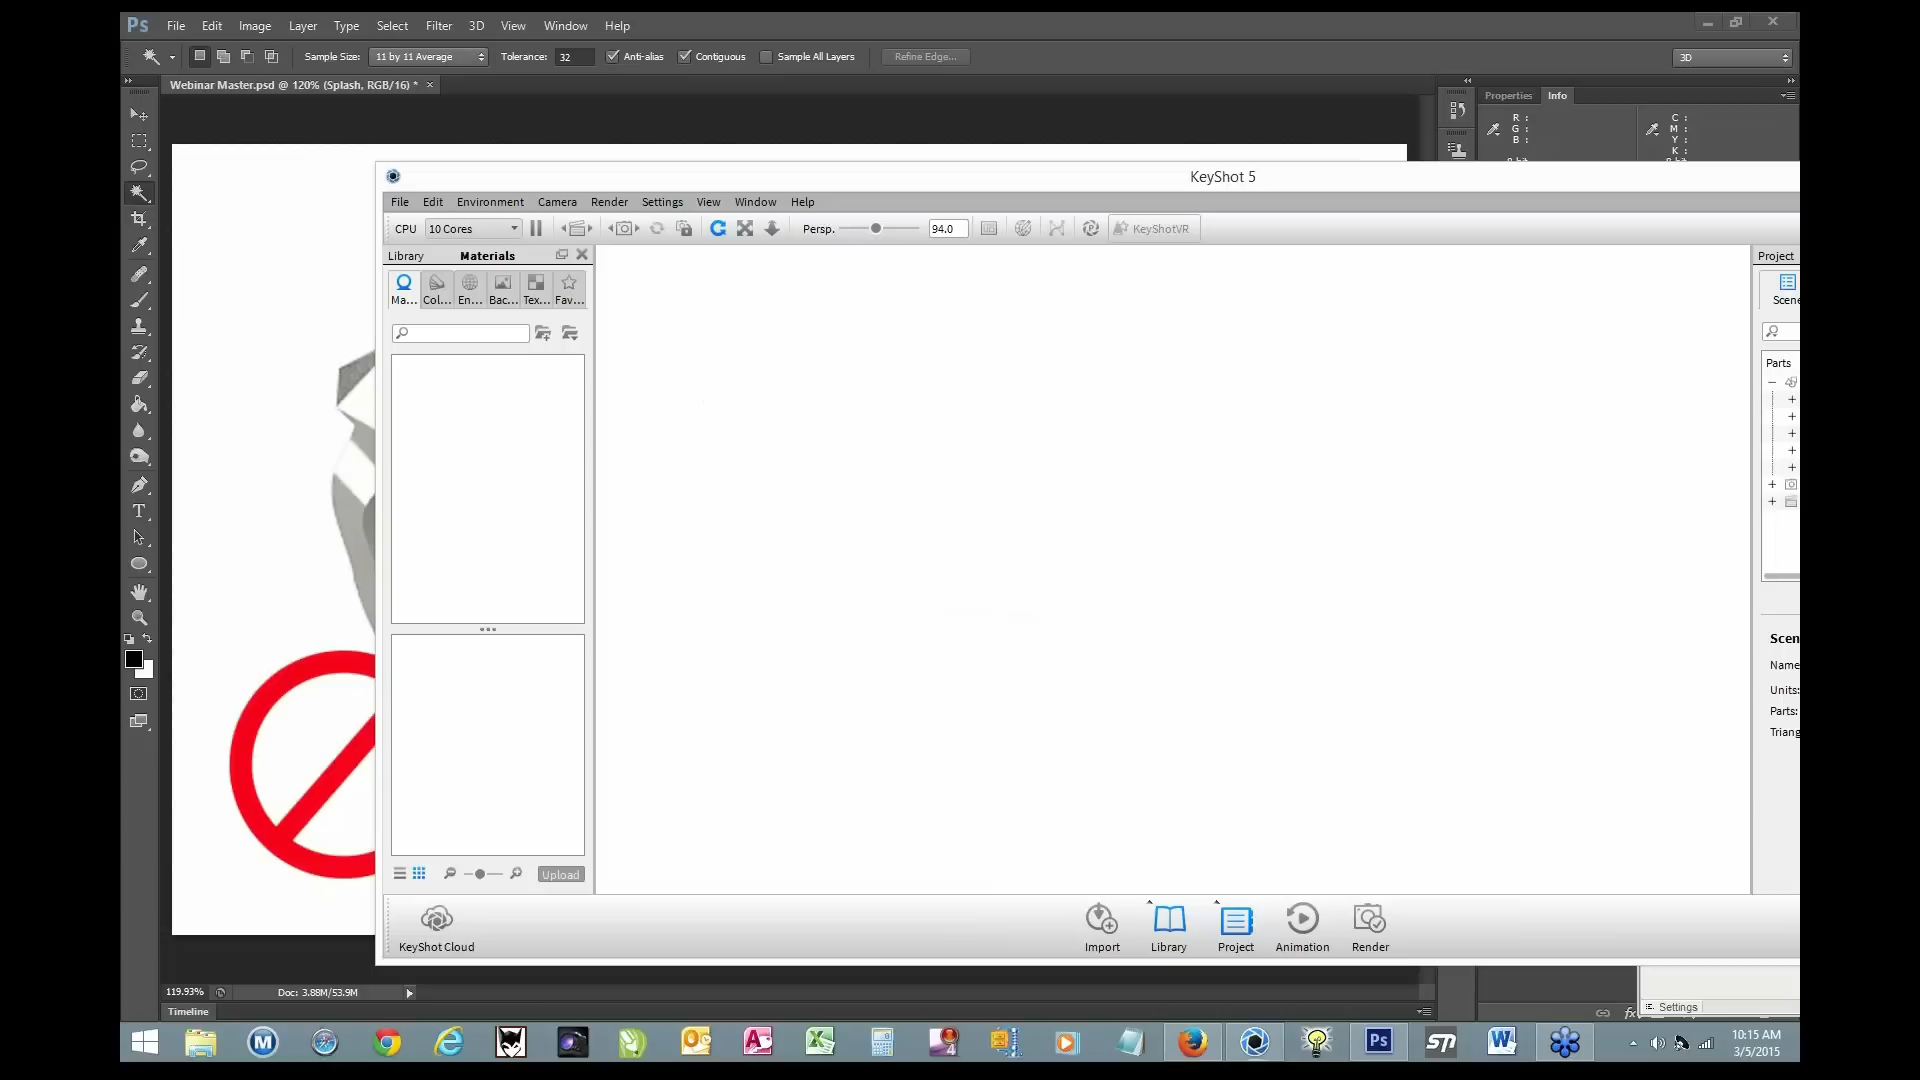 Ps File Edit Image Layer Type Select Filter 3D View Window Help
Sample Size: 11 by 11 Average Tolerance: 32 Anti-alias Contiguous Sample All Layers Refine Edge... 3D
Webinar Master.psd @ 120% (Splash, RGB/16) * ×
Properties Info
R : C :
G : M :
B : Y :
K :
KeyShot 5
File Edit Environment Camera Render Settings View Window Help
CPU 10 Cores Persp. 94.0 KeyShotVR
Library Materials Project
Ma... Col... En... Bac... Tex... Fav... Scene
Parts
Scen
Name
Units:
Parts:
Triang
Upload
KeyShot Cloud Import Library Project Animation Render
119.93% Doc: 3.88M/53.9M
Settings
Timeline fx
10:15 AM
3/5/2015